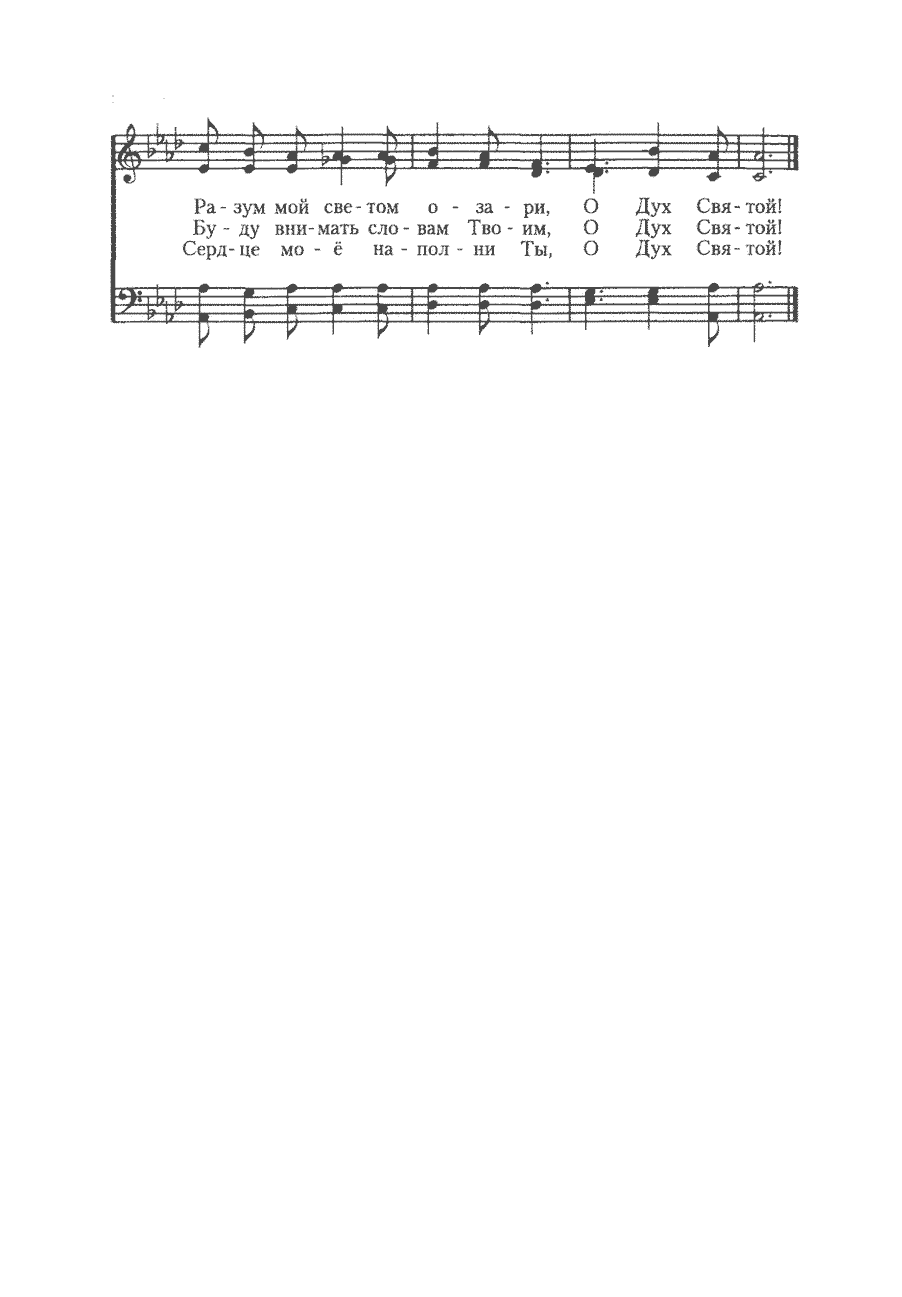 Ра - зум мой све - том о - за - ри, О Дух Свя - той!
Бу - ду вни - мать сло - вам Тво - им, О Дух Свя - той!
Серд - це мо - ё на - пол - ни Ты, О Дух Свя - той!